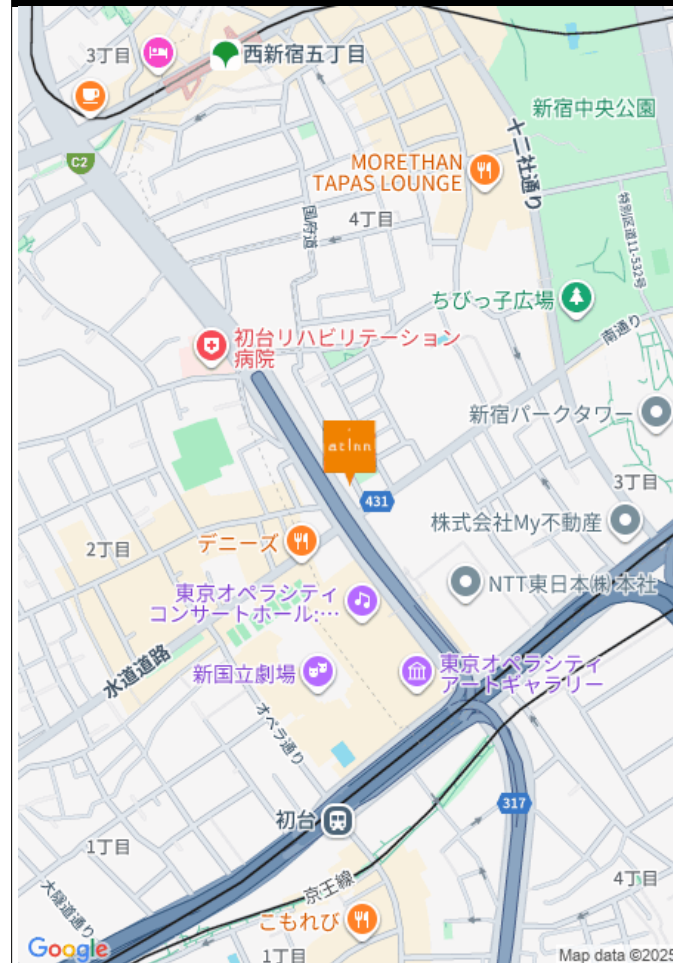 3丁目
西新宿五丁目
新宿中央公園
C2
MORETHAN
TAPAS LOUNGE
十二社通り
特別区道11-532号
国府道
4丁目
ちびっ子広場
南通り
初台リハビリテーション
病院
atinn
新宿パークタワー
3丁目
431
株式会社My不動産
2丁目
デニーズ
NTT東日本㈱ 本社
東京オペラシティ
コンサートホール:…
水道道路
新国立劇場
東京オペラシティ
アートギャラリー
オペラ通り
317
初台
1丁目
京王線
4丁目
こもれび
1丁目
Google
Map data ©2025